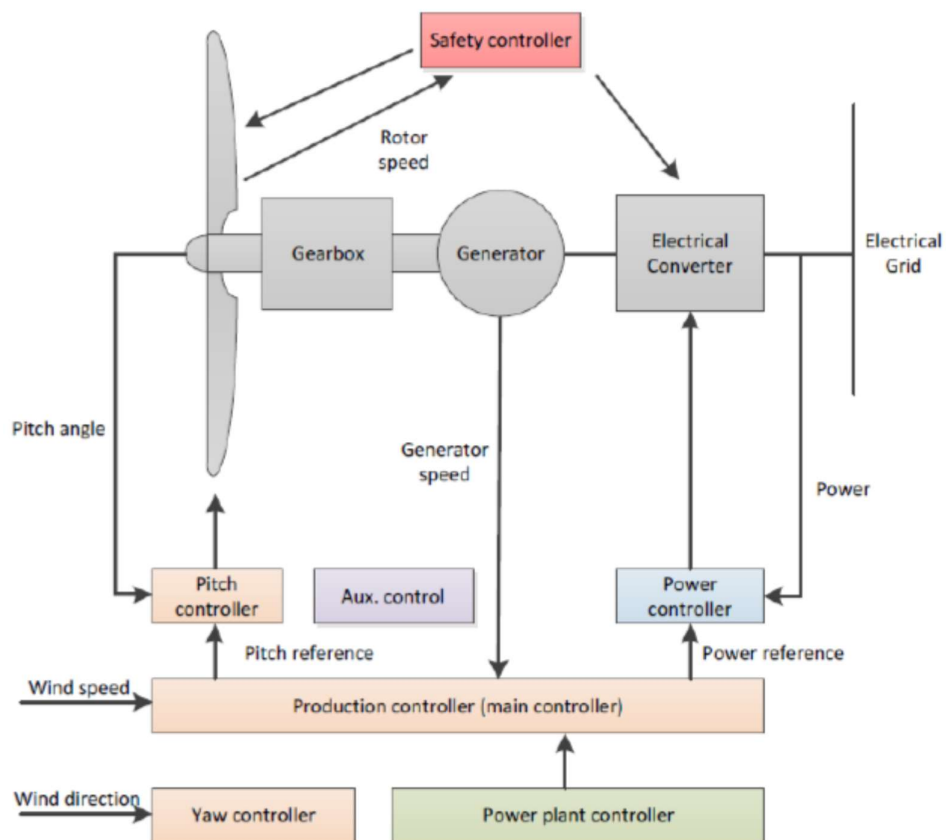 Safety controller
Rotor
speed
Gearbox
Generator
Electrical
Converter
Electrical
Grid
Pitch angle
Generator
speed
Power
Pitch
controller
Aux. control
Power
controller
Pitch reference
Power reference
Wind speed
Production controller (main controller)
Wind direction
Yaw controller
Power plant controller